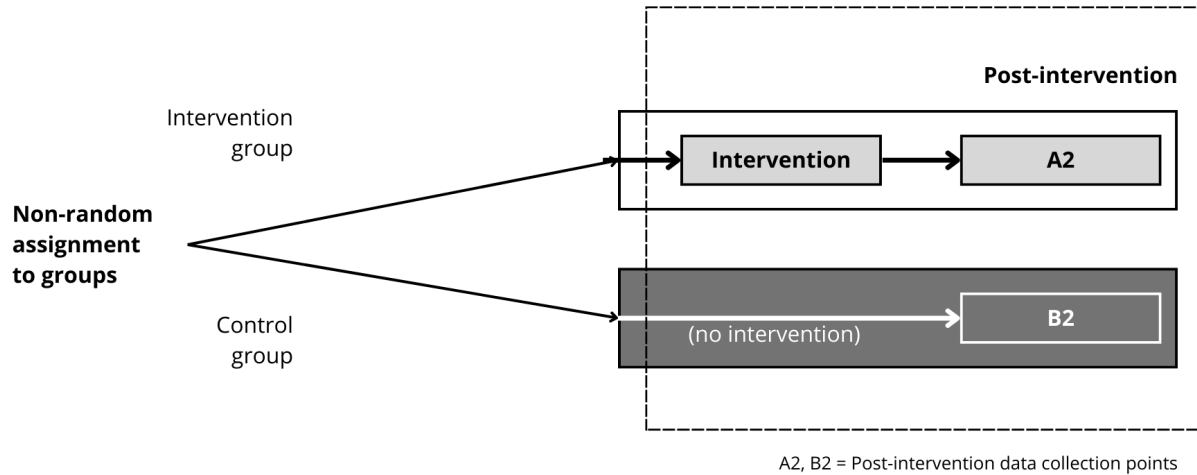 Post-intervention
Intervention
group
Intervention
A2
Non-random
assignment
to groups
Control
group
(no intervention)
B2
A2, B2 = Post-intervention data collection points